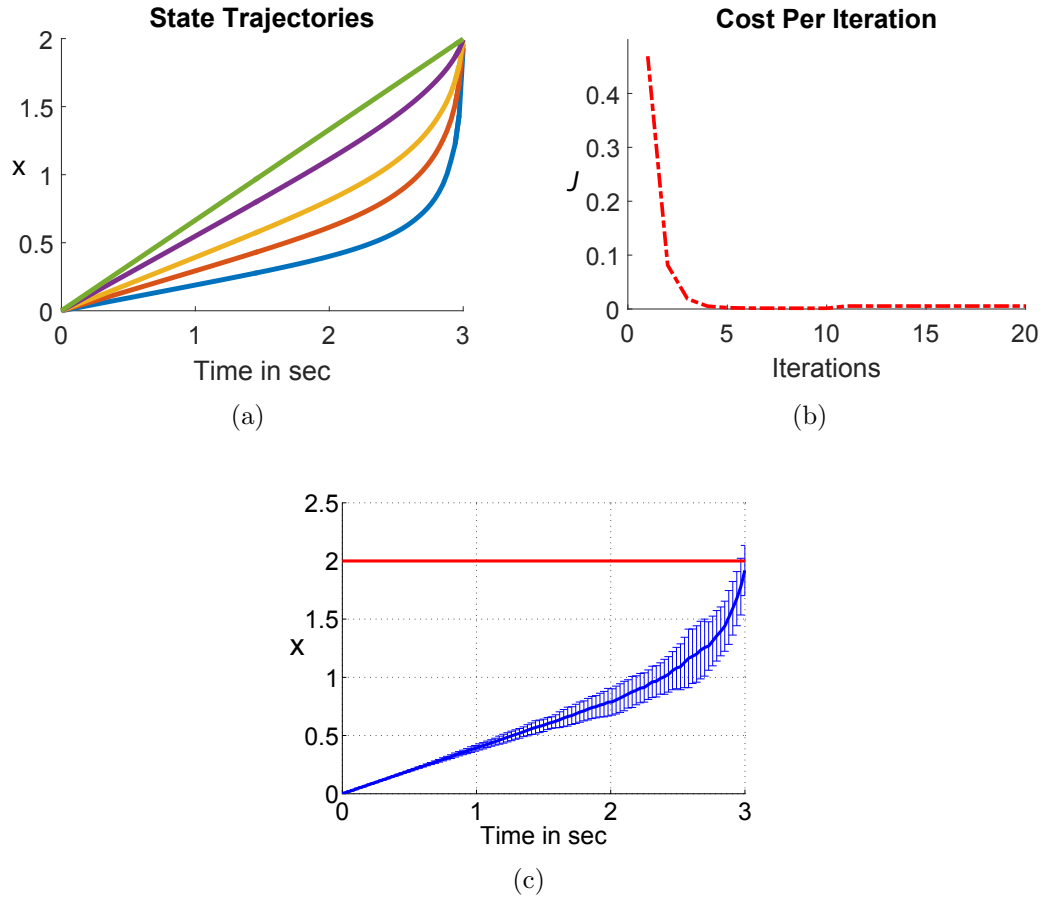 State Trajectories
2
1.5
x
1
0.5
0
0 1 2 3
Time in sec
(a)
Cost Per Iteration
0.4
0.3
J
0.2
0.1
0
0 5 10 15 20
Iterations
(b)
2.5
2
1.5
x
1
0.5
0
0 1 2 3
Time in sec
(c)